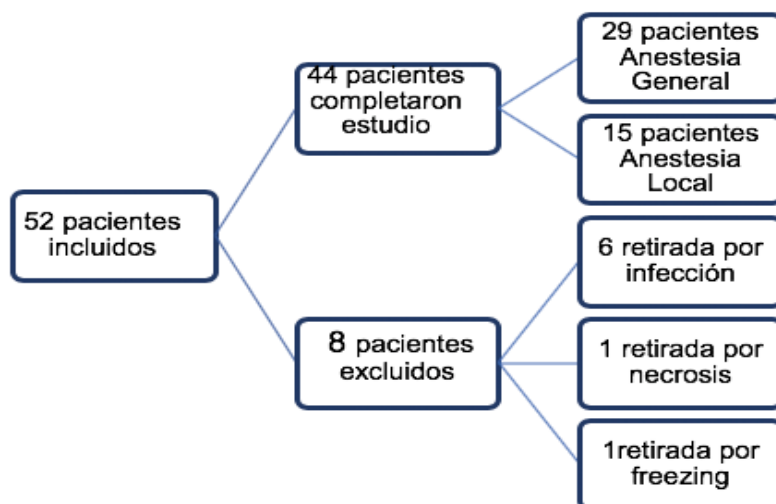 52 pacientes
incluidos
44 pacientes
completaron
estudio
29 pacientes
Anestesia
General
15 pacientes
Anestesia
Local
8 pacientes
excluidos
6 retirada por
infección
1 retirada por
necrosis
1retirada por
freezing